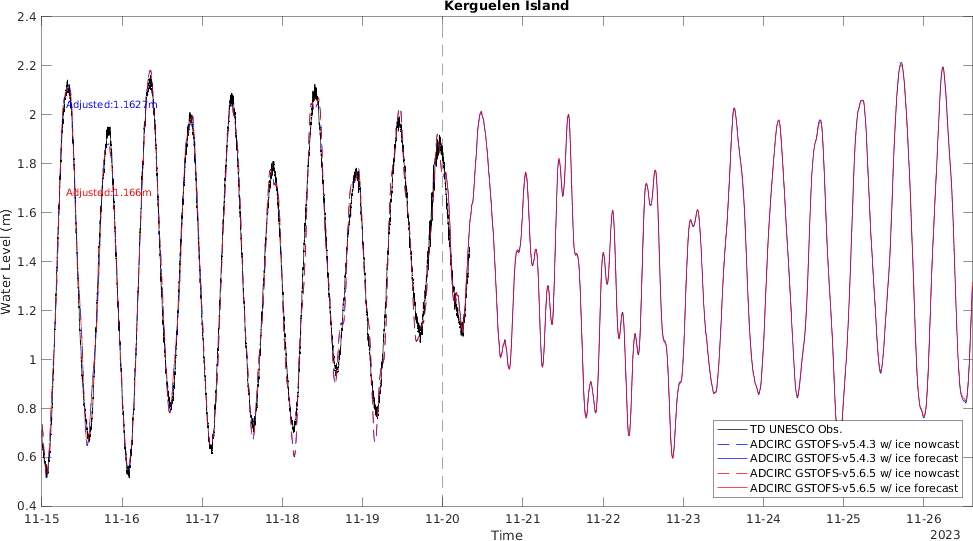 Kerguelen Island
2.4
2.2
2
1.8
1.6
1.4
1.2
1
0.8
0.6
0.4
Water Level (m)
Adjusted:1.1627m
Adjusted:1.166m
TD UNESCO Obs.
ADCIRC GSTOFS-v5.4.3 w/ ice nowcast
ADCIRC GSTOFS-v5.4.3 w/ ice forecast
ADCIRC GSTOFS-v5.6.5 w/ ice nowcast
ADCIRC GSTOFS-v5.6.5 w/ ice forecast
11-15 11-16 11-17 11-18 11-19 11-20 11-21 11-22 11-23 11-24 11-25 11-26
Time
2023